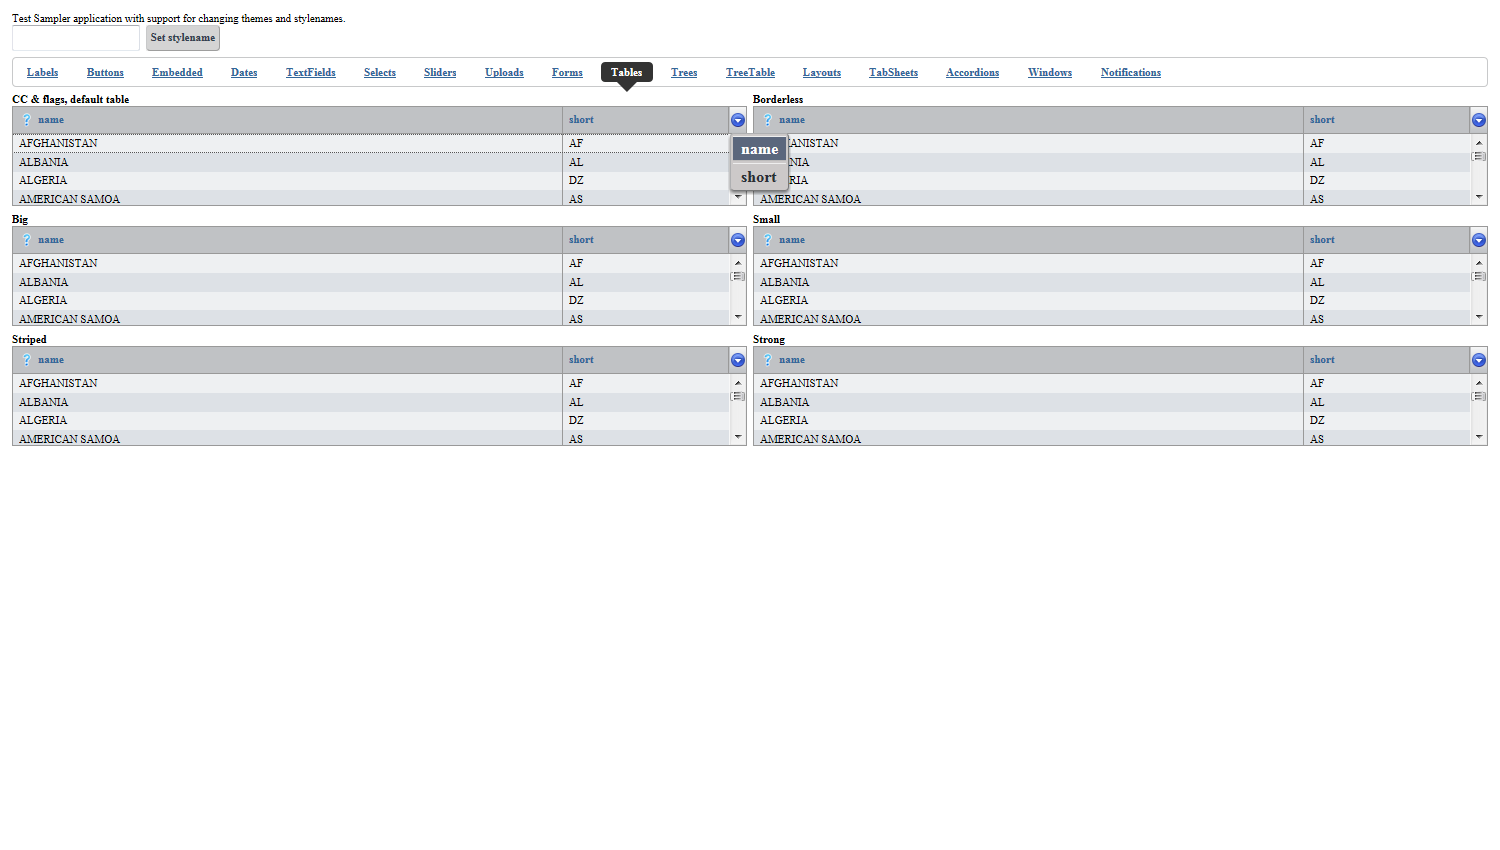 Test Sampler application with support for changing themes and stylenames.
Set stylename
Labels Buttons Embedded Dates TextFields Selects Sliders Uploads Forms Tables Trees TreeTable Layouts TabSheets Accordions Windows Notifications
CC & flags, default table
name short
AFGHANISTAN AF
ALBANIA AL
ALGERIA DZ
AMERICAN SAMOA AS
name
short
Borderless
name short
ANISTAN AF
NIA AL
RIA DZ
AMERICAN SAMOA AS
Big
name short
AFGHANISTAN AF
ALBANIA AL
ALGERIA DZ
AMERICAN SAMOA AS
Small
name short
AFGHANISTAN AF
ALBANIA AL
ALGERIA DZ
AMERICAN SAMOA AS
Striped
name short
AFGHANISTAN AF
ALBANIA AL
ALGERIA DZ
AMERICAN SAMOA AS
Strong
name short
AFGHANISTAN AF
ALBANIA AL
ALGERIA DZ
AMERICAN SAMOA AS